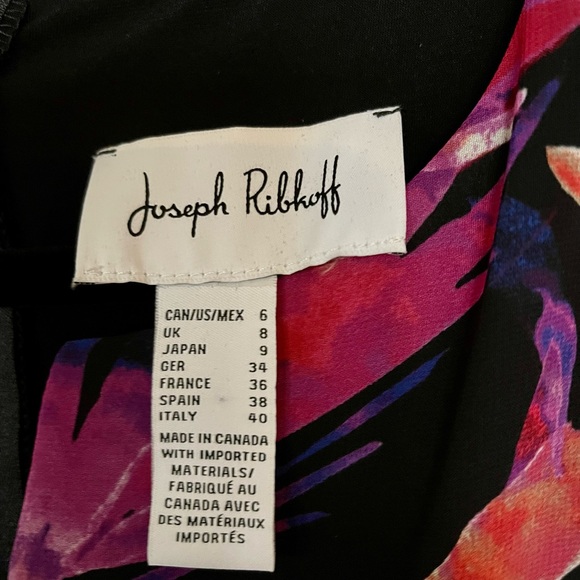 Joseph Ribkoff
CAN/US/MEX 6
UK 8
JAPAN 9
GER 34
FRANCE 36
SPAIN 38
ITALY 40
MADE IN CANADA
WITH IMPORTED
MATERIALS/
FABRIQUÉ AU
CANADA AVEC
DES MATÉRIAUX
IMPORTÉS